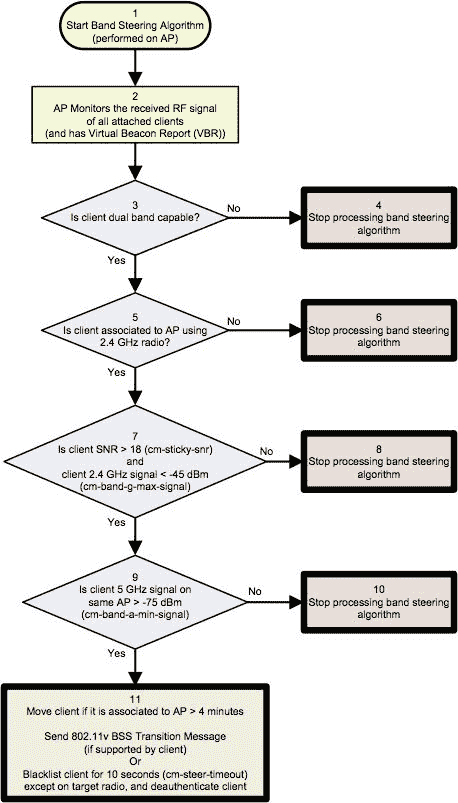 1
Start Band Steering Algorithm
(performed on AP)
2
AP Monitors the received RF signal
of all attached clients
(and has Virtual Beacon Report (VBR))
3
Is client dual band capable?
No
4
Stop processing band steering
algorithm
Yes
5
Is client associated to AP using
2.4 GHz radio?
No
6
Stop processing band steering
algorithm
Yes
7
Is client SNR > 18 (cm-sticky-snr)
and
client 2.4 GHz signal < -45 dBm
(cm-band-g-max-signal)
No
8
Stop processing band steering
algorithm
Yes
9
Is client 5 GHz signal on
same AP > -75 dBm
(cm-band-a-min-signal)
No
10
Stop processing band steering
algorithm
Yes
11
Move client if it is associated to AP > 4 minutes
Send 802.11v BSS Transition Message
(if supported by client)
Or
Blacklist client for 10 seconds (cm-steer-timeout)
except on target radio, and deauthenticate client